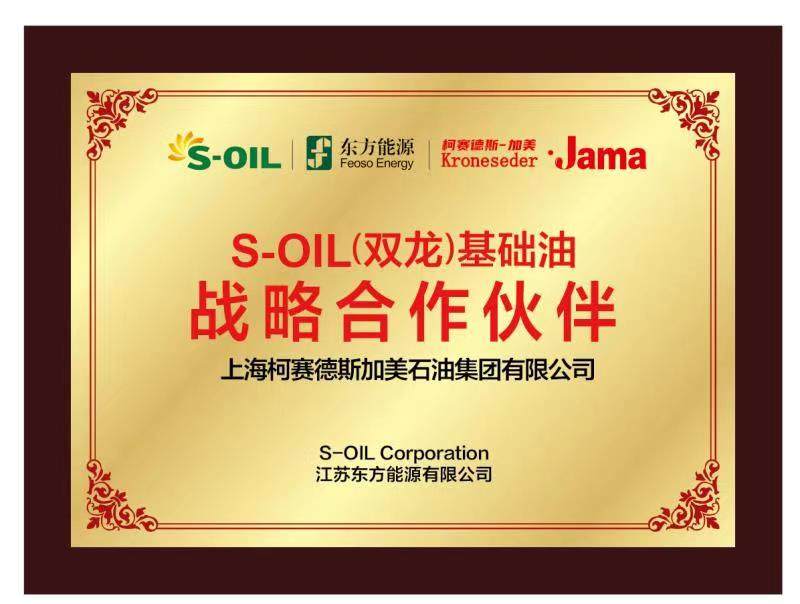 S-OIL 东方能源 柯赛德斯-加美
Feoso Energy Kroneseder · Jama
S-OIL(双龙)基础油
战略合作伙伴
上海柯赛德斯加美石油集团有限公司
S-OIL Corporation
江苏东方能源有限公司